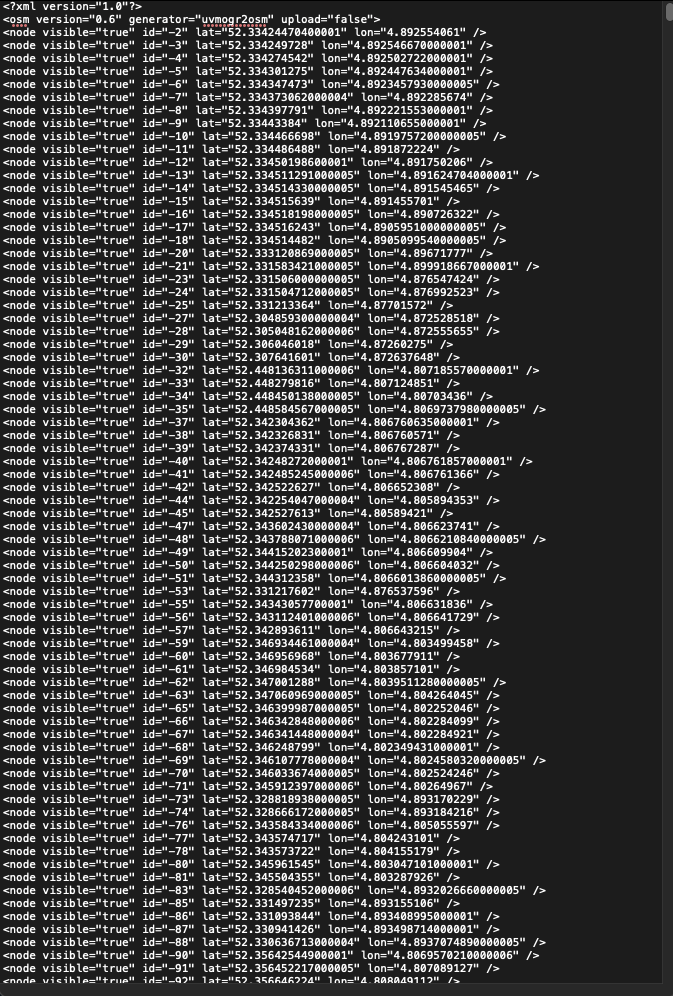 <?xml version="1.0"?>
<osm version="0.6" generator="uvmogr2osm" upload="false">
<node visible="true" id="-2" lat="52.33424470400001" lon="4.892554061" />
<node visible="true" id="-3" lat="52.334249728" lon="4.892546670000001" />
<node visible="true" id="-4" lat="52.334274542" lon="4.892502722000001" />
<node visible="true" id="-5" lat="52.334301275" lon="4.892447634000001" />
<node visible="true" id="-6" lat="52.334347473" lon="4.8923457930000005" />
<node visible="true" id="-7" lat="52.334373062000004" lon="4.892285674" />
<node visible="true" id="-8" lat="52.334397791" lon="4.892221553000001" />
<node visible="true" id="-9" lat="52.33443384" lon="4.892110655000001" />
<node visible="true" id="-10" lat="52.334466698" lon="4.8919757200000005" />
<node visible="true" id="-11" lat="52.334486488" lon="4.891872224" />
<node visible="true" id="-12" lat="52.33450198600001" lon="4.891750206" />
<node visible="true" id="-13" lat="52.334511291000005" lon="4.891624704000001" />
<node visible="true" id="-14" lat="52.334514330000005" lon="4.891545465" />
<node visible="true" id="-15" lat="52.334515639" lon="4.891455701" />
<node visible="true" id="-16" lat="52.334518198000005" lon="4.890726322" />
<node visible="true" id="-17" lat="52.334516243" lon="4.8905951000000005" />
<node visible="true" id="-18" lat="52.334514482" lon="4.8905099540000005" />
<node visible="true" id="-20" lat="52.333120869000005" lon="4.89671777" />
<node visible="true" id="-21" lat="52.331583421000005" lon="4.899918667000001" />
<node visible="true" id="-23" lat="52.331506000000005" lon="4.876547424" />
<node visible="true" id="-24" lat="52.331504712000005" lon="4.876992523" />
<node visible="true" id="-25" lat="52.331213364" lon="4.87701572" />
<node visible="true" id="-27" lat="52.304859300000004" lon="4.872528518" />
<node visible="true" id="-28" lat="52.305048162000006" lon="4.872555655" />
<node visible="true" id="-29" lat="52.306046018" lon="4.87260275" />
<node visible="true" id="-30" lat="52.307641601" lon="4.872637648" />
<node visible="true" id="-32" lat="52.448136311000006" lon="4.807185570000001" />
<node visible="true" id="-33" lat="52.448279816" lon="4.807124851" />
<node visible="true" id="-34" lat="52.448450138000005" lon="4.80703436" />
<node visible="true" id="-35" lat="52.448584567000005" lon="4.8069737980000005" />
<node visible="true" id="-37" lat="52.342304362" lon="4.806760635000001" />
<node visible="true" id="-38" lat="52.342326831" lon="4.806760571" />
<node visible="true" id="-39" lat="52.342374331" lon="4.806767287" />
<node visible="true" id="-40" lat="52.34248272000001" lon="4.806761857000001" />
<node visible="true" id="-41" lat="52.342485245000006" lon="4.806761366" />
<node visible="true" id="-42" lat="52.342522627" lon="4.806652308" />
<node visible="true" id="-44" lat="52.342254047000004" lon="4.805894353" />
<node visible="true" id="-45" lat="52.342527613" lon="4.80589421" />
<node visible="true" id="-47" lat="52.343602430000004" lon="4.806623741" />
<node visible="true" id="-48" lat="52.343788071000006" lon="4.8066210840000005" />
<node visible="true" id="-49" lat="52.34415202300001" lon="4.806609904" />
<node visible="true" id="-50" lat="52.344250298000006" lon="4.806604032" />
<node visible="true" id="-51" lat="52.344312358" lon="4.8066013860000005" />
<node visible="true" id="-53" lat="52.331217602" lon="4.876537596" />
<node visible="true" id="-55" lat="52.34343057700001" lon="4.806631836" />
<node visible="true" id="-56" lat="52.343112401000006" lon="4.806641729" />
<node visible="true" id="-57" lat="52.342893611" lon="4.806643215" />
<node visible="true" id="-59" lat="52.346934461000004" lon="4.803499458" />
<node visible="true" id="-60" lat="52.346956968" lon="4.803677911" />
<node visible="true" id="-61" lat="52.346984534" lon="4.803857101" />
<node visible="true" id="-62" lat="52.347001288" lon="4.8039511280000005" />
<node visible="true" id="-63" lat="52.347060969000005" lon="4.804264045" />
<node visible="true" id="-65" lat="52.346399987000005" lon="4.802252046" />
<node visible="true" id="-66" lat="52.346342848000006" lon="4.802284099" />
<node visible="true" id="-67" lat="52.346341448000004" lon="4.802284921" />
<node visible="true" id="-68" lat="52.346248799" lon="4.802349431000001" />
<node visible="true" id="-69" lat="52.346107778000004" lon="4.8024580320000005" />
<node visible="true" id="-70" lat="52.346033674000005" lon="4.802524246" />
<node visible="true" id="-71" lat="52.345912397000006" lon="4.80264967" />
<node visible="true" id="-73" lat="52.328818938000005" lon="4.893170229" />
<node visible="true" id="-74" lat="52.328666172000005" lon="4.893184216" />
<node visible="true" id="-76" lat="52.343584334000006" lon="4.805055597" />
<node visible="true" id="-77" lat="52.343574717" lon="4.804243101" />
<node visible="true" id="-78" lat="52.343573722" lon="4.804155179" />
<node visible="true" id="-80" lat="52.345961545" lon="4.803047101000001" />
<node visible="true" id="-81" lat="52.345504355" lon="4.803287926" />
<node visible="true" id="-83" lat="52.328540452000006" lon="4.8932026660000005" />
<node visible="true" id="-85" lat="52.331497235" lon="4.893155106" />
<node visible="true" id="-86" lat="52.331093844" lon="4.893408995000001" />
<node visible="true" id="-87" lat="52.330941426" lon="4.893498714000001" />
<node visible="true" id="-88" lat="52.330636713000004" lon="4.8937074890000005" />
<node visible="true" id="-90" lat="52.35642544900001" lon="4.8069570210000006" />
<node visible="true" id="-91" lat="52.356452217000005" lon="4.807089127" />
<node visible="true" id="-92" lat="52.356646224" lon="4.808049112" />